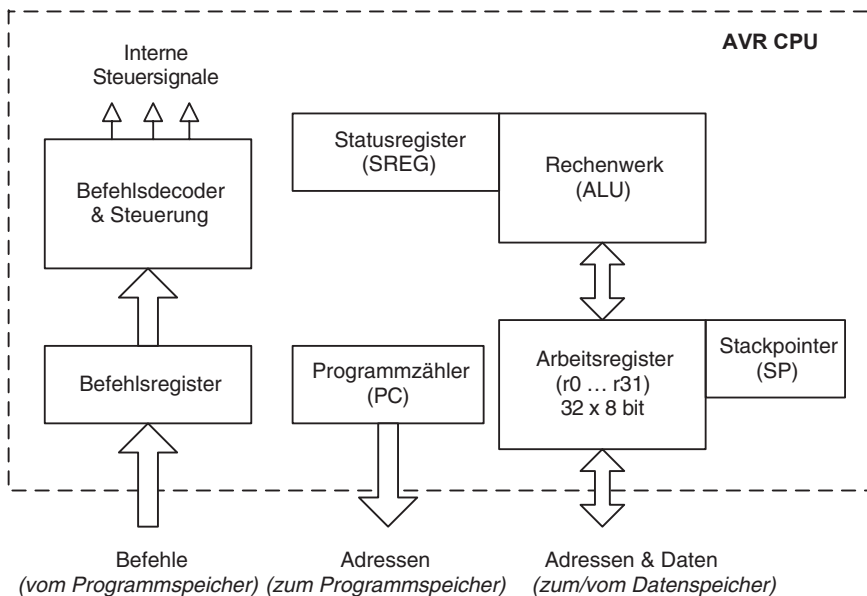 AVR CPU
Interne
Steuersignale
Befehlsdecoder
& Steuerung
Befehlsregister
Statusregister
(SREG)
Rechenwerk
(ALU)
Programmzähler
(PC)
Arbeitsregister
(r0 … r31)
32 x 8 bit
Stackpointer
(SP)
Befehle
(vom Programmspeicher)
Adressen
(zum Programmspeicher)
Adressen & Daten
(zum/vom Datenspeicher)